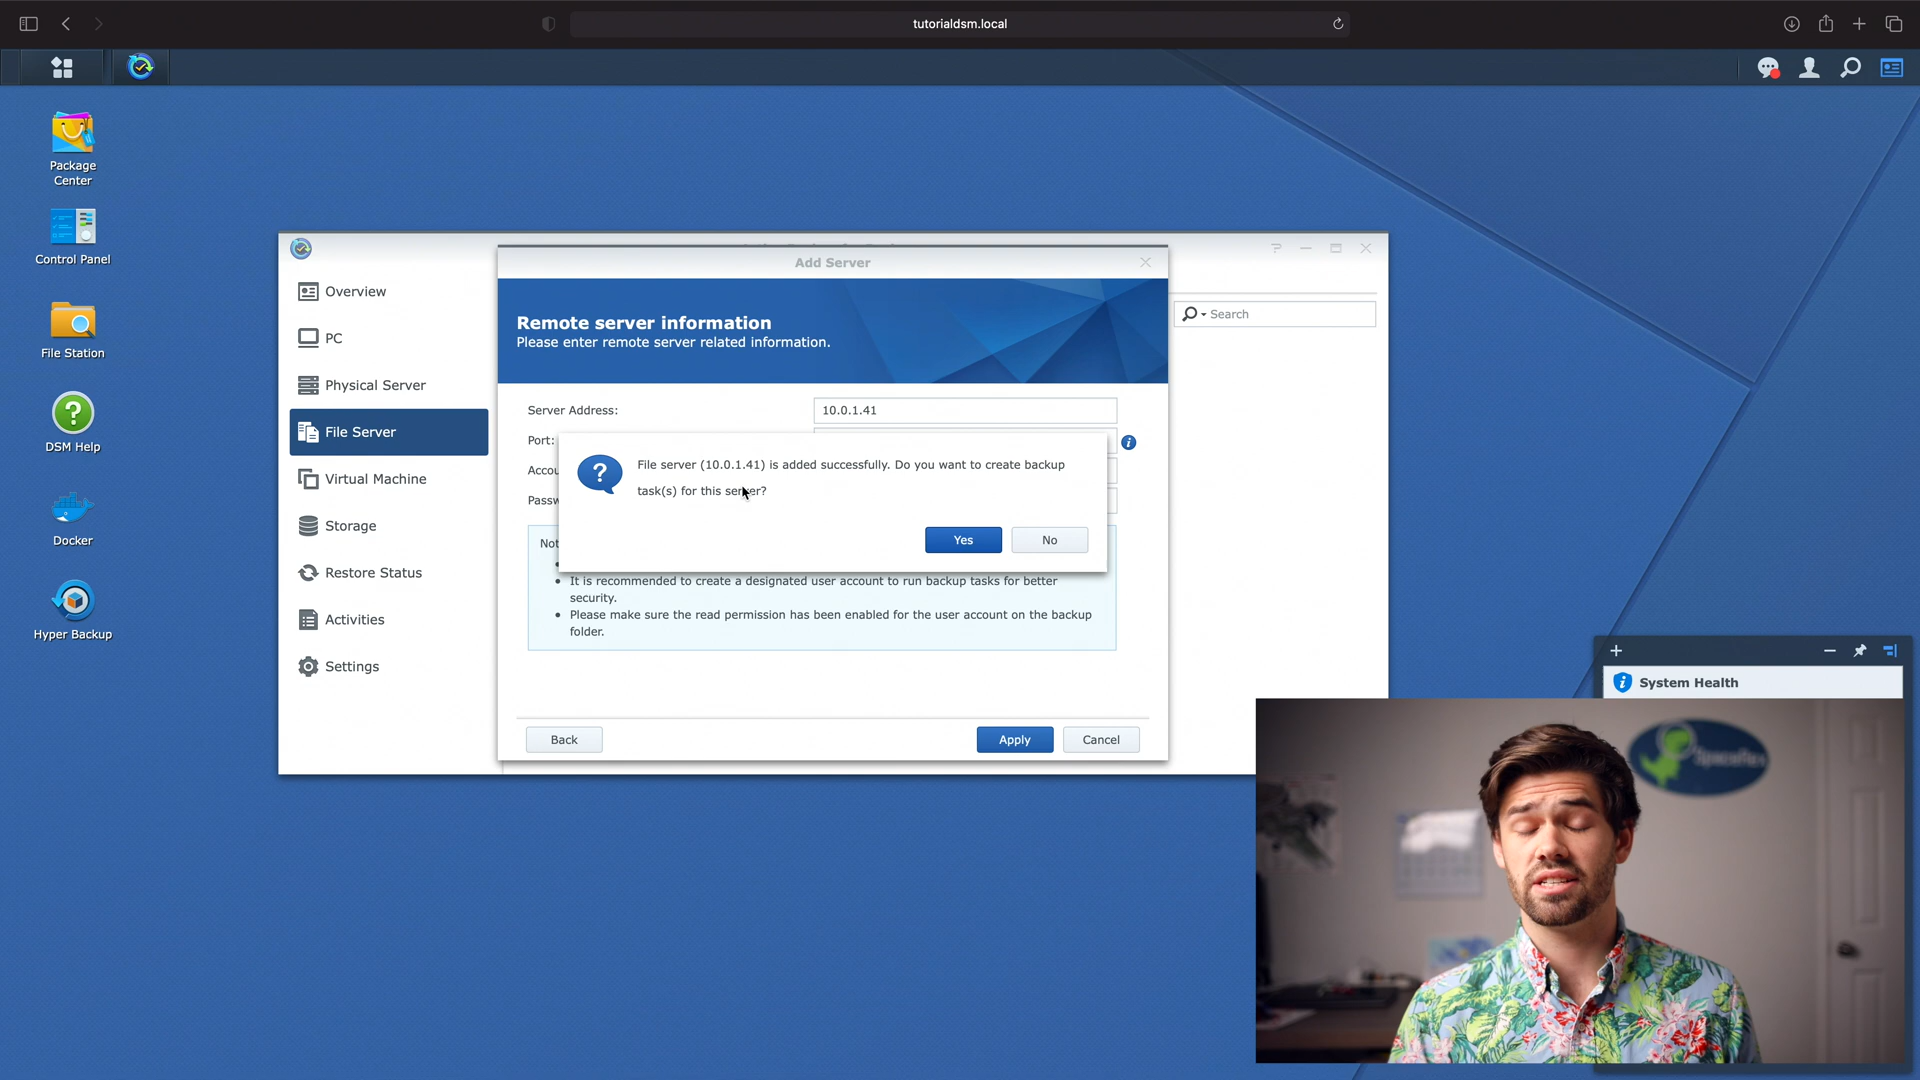 tutorialdsm.local
Package
Center
Control Panel
File Station
DSM Help
Docker
Hyper Backup
Overview
PC
Physical Server
File Server
Virtual Machine
Storage
Restore Status
Activities
Settings
Add Server
Search
Remote server information
Please enter remote server related information.
Server Address:
10.0.1.41
Port:
Accou
Passw
File server (10.0.1.41) is added successfully. Do you want to create backup
task(s) for this server?
Yes
No
Not
• It is recommended to create a designated user account to run backup tasks for better
security.
• Please make sure the read permission has been enabled for the user account on the backup
folder.
Back
Apply
Cancel
System Health